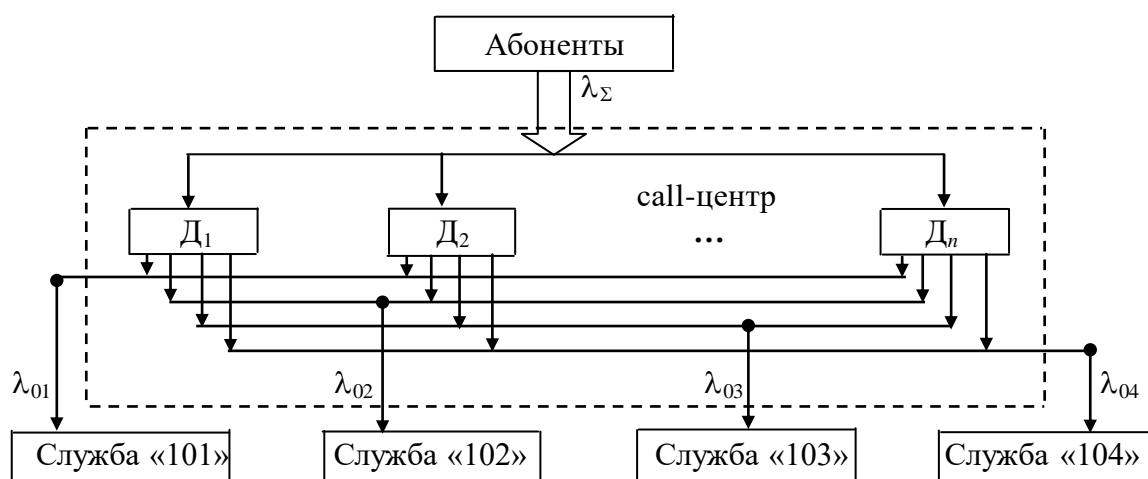 Абоненты
λΣ
call-центр
Д1 Д2 ... Дn
λ01 λ02 λ03 λ04
Служба «101» Служба «102» Служба «103» Служба «104»